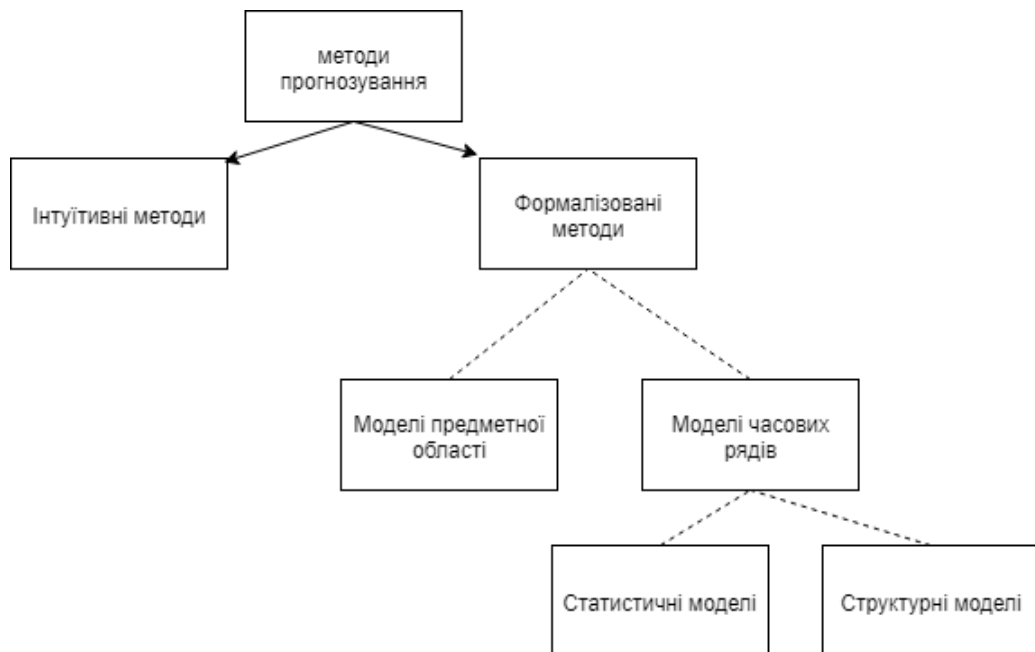 методи
прогнозування
Інтуїтивні методи
Формалізовані
методи
Моделі предметної
області
Моделі часових
рядів
Статистичні моделі
Структурні моделі